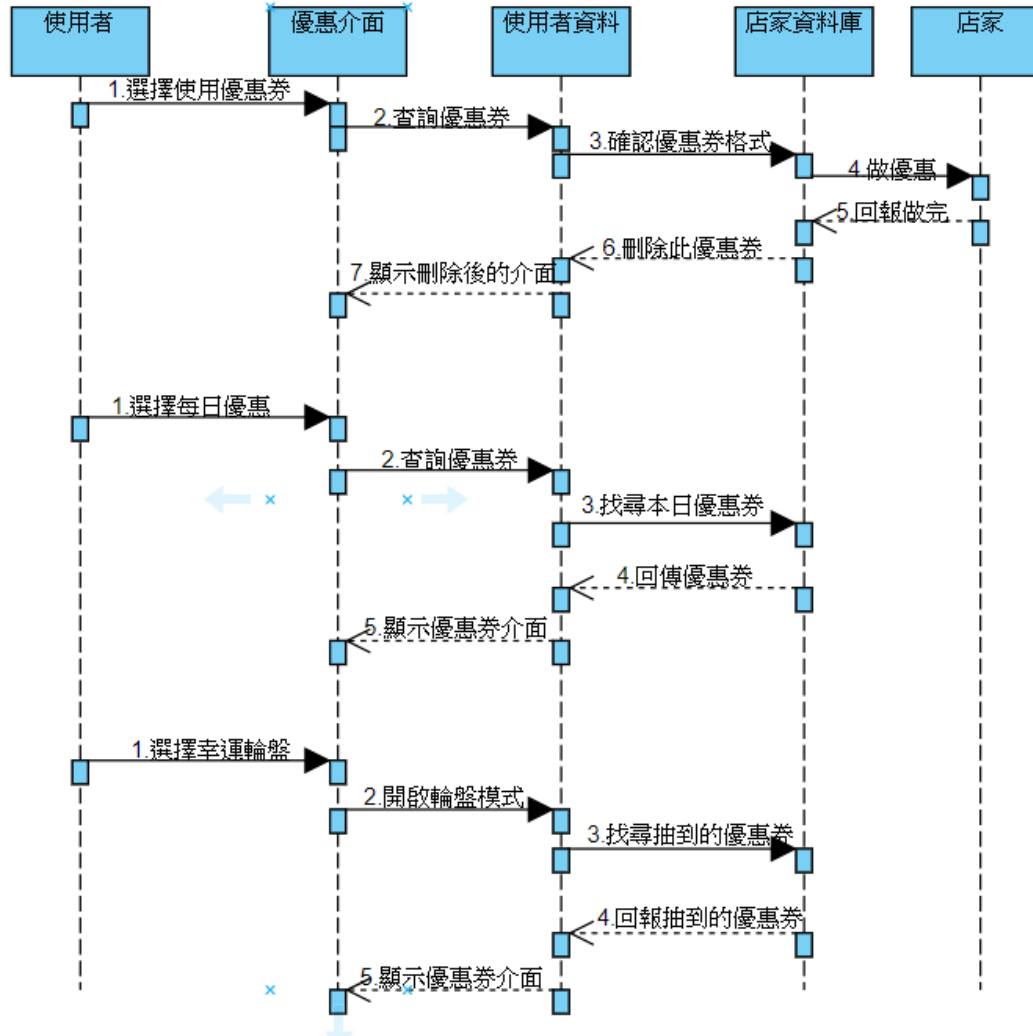 使用者
優惠介面
使用者資料
店家資料庫
店家
1.選擇使用優惠券
2.查詢優惠券
3.確認優惠券格式
4.做優惠
5.回報做完
6.刪除此優惠券
7.顯示刪除後的介面
1.選擇每日優惠
2.查詢優惠券
3.找尋本日優惠券
4.回傳優惠券
5.顯示優惠券介面
1.選擇幸運輪盤
2.開啟輪盤模式
3.找尋抽到的優惠券
4.回報抽到的優惠券
5.顯示優惠券介面